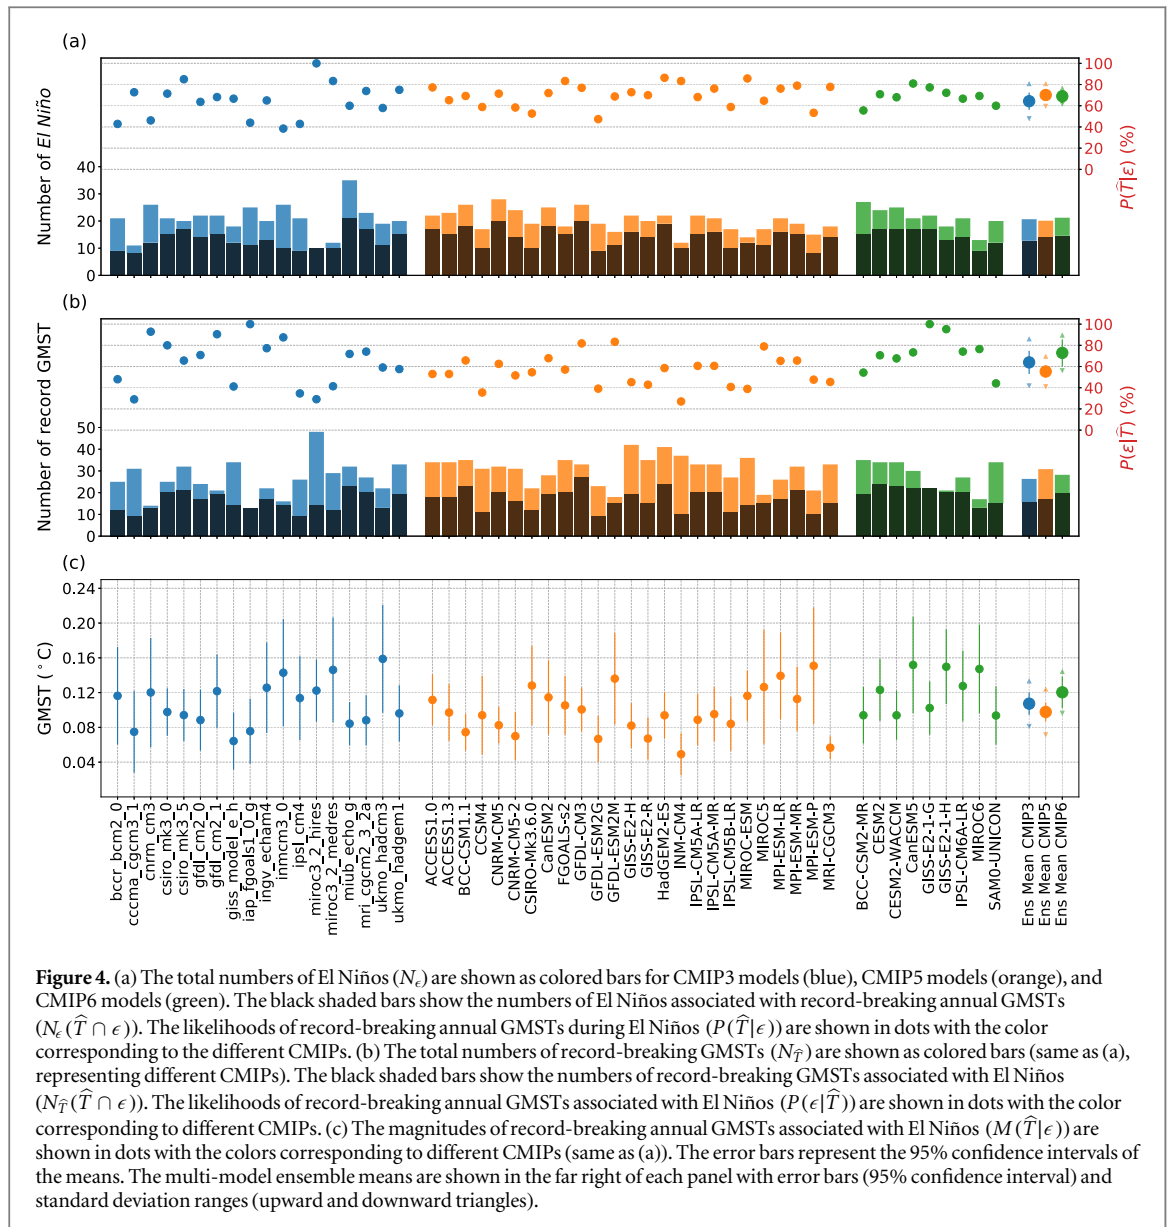 (a)
Number of El Niño
40
30
20
10
0
100
80
60
40
20
0
P(T̂|ε) (%)
(b)
Number of record GMST
50
40
30
20
10
0
100
80
60
40
20
0
P(ε|T̂) (%)
(c)
GMST (°C)
0.24
0.20
0.16
0.12
0.08
0.04
bccr_bcm2_0
cccma_cgcm3_1
cnrm_cm3
csiro_mk3_0
csiro_mk3_5
gfdl_cm2_0
gfdl_cm2_1
giss_model_e_h
iap_fgoals1_0_g
ingv_echam4
inmcm3_0
ipsl_cm4
miroc3_2_hires
miroc3_2_medres
miub_echo_g
mri_cgcm2_3_2a
ukmo_hadcm3
ukmo_hadgem1
ACCESS1.0
ACCESS1.3
BCC-CSM1.1
CCSM4
CNRM-CM5
CNRM-CM5-2
CSIRO-Mk3.6.0
CanESM2
FGOALS-s2
GFDL-CM3
GFDL-ESM2G
GFDL-ESM2M
GISS-E2-H
GISS-E2-R
HadGEM2-ES
INM-CM4
IPSL-CM5A-LR
IPSL-CM5A-MR
IPSL-CM5B-LR
MIROC-ESM
MIROC5
MPI-ESM-LR
MPI-ESM-MR
MPI-ESM-P
MRI-CGCM3
BCC-CSM2-MR
CESM2
CESM2-WACCM
CanESM5
GISS-E2-1-G
GISS-E2-1-H
IPSL-CM6A-LR
MIROC6
SAM0-UNICON
Ens Mean CMIP3
Ens Mean CMIP5
Ens Mean CMIP6
Figure 4. (a) The total numbers of El Niños (Nε) are shown as colored bars for CMIP3 models (blue), CMIP5 models (orange), and
CMIP6 models (green). The black shaded bars show the numbers of El Niños associated with record-breaking annual GMSTs
(Nε(T̂ ∩ ε)). The likelihoods of record-breaking annual GMSTs during El Niños (P(T̂|ε)) are shown in dots with the color
corresponding to the different CMIPs. (b) The total numbers of record-breaking GMSTs (N_T̂) are shown as colored bars (same as (a),
representing different CMIPs). The black shaded bars show the numbers of record-breaking GMSTs associated with El Niños
(N_T̂(T̂ ∩ ε)). The likelihoods of record-breaking annual GMSTs associated with El Niños (P(ε|T̂)) are shown in dots with the color
corresponding to different CMIPs. (c) The magnitudes of record-breaking annual GMSTs associated with El Niños (M(T̂|ε)) are
shown in dots with the colors corresponding to different CMIPs (same as (a)). The error bars represent the 95% confidence intervals of
the means. The multi-model ensemble means are shown in the far right of each panel with error bars (95% confidence interval) and
standard deviation ranges (upward and downward triangles).